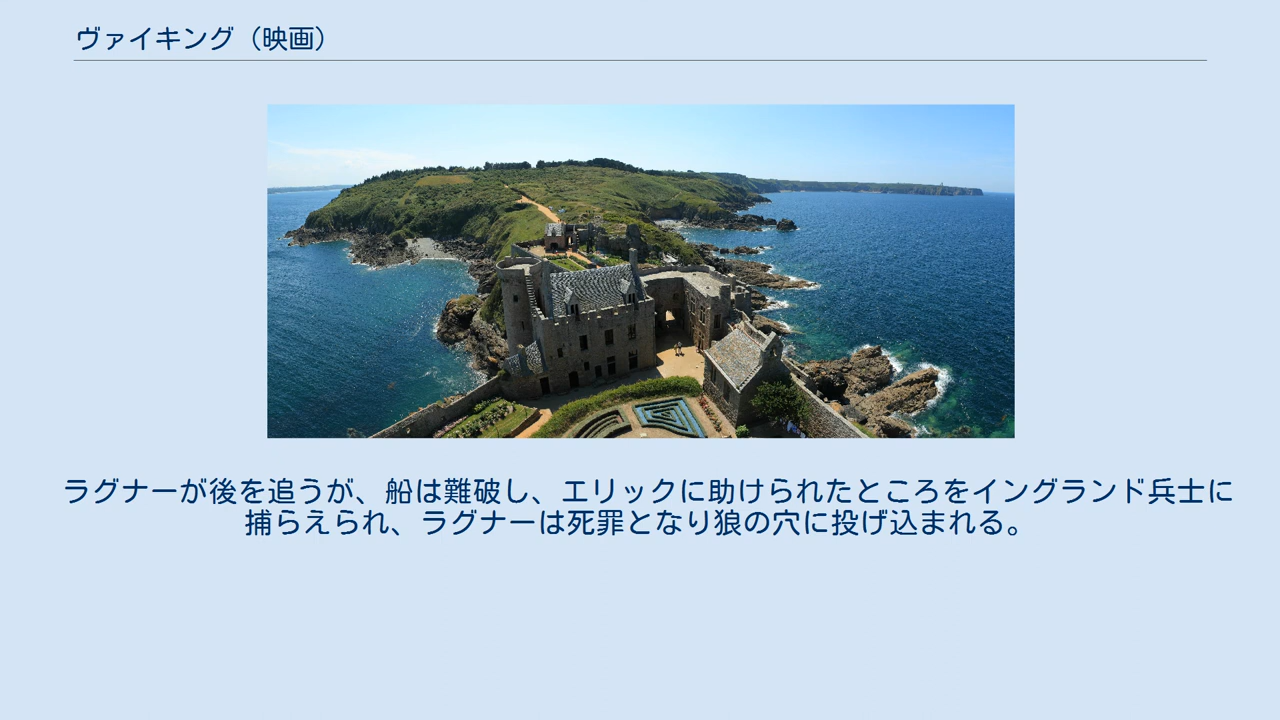 ヴァイキング（映画）
ラグナーが後を追うが、船は難破し、エリックに助けられたところをイングランド兵士に
捕らえられ、ラグナーは死罪となり狼の穴に投げ込まれる。